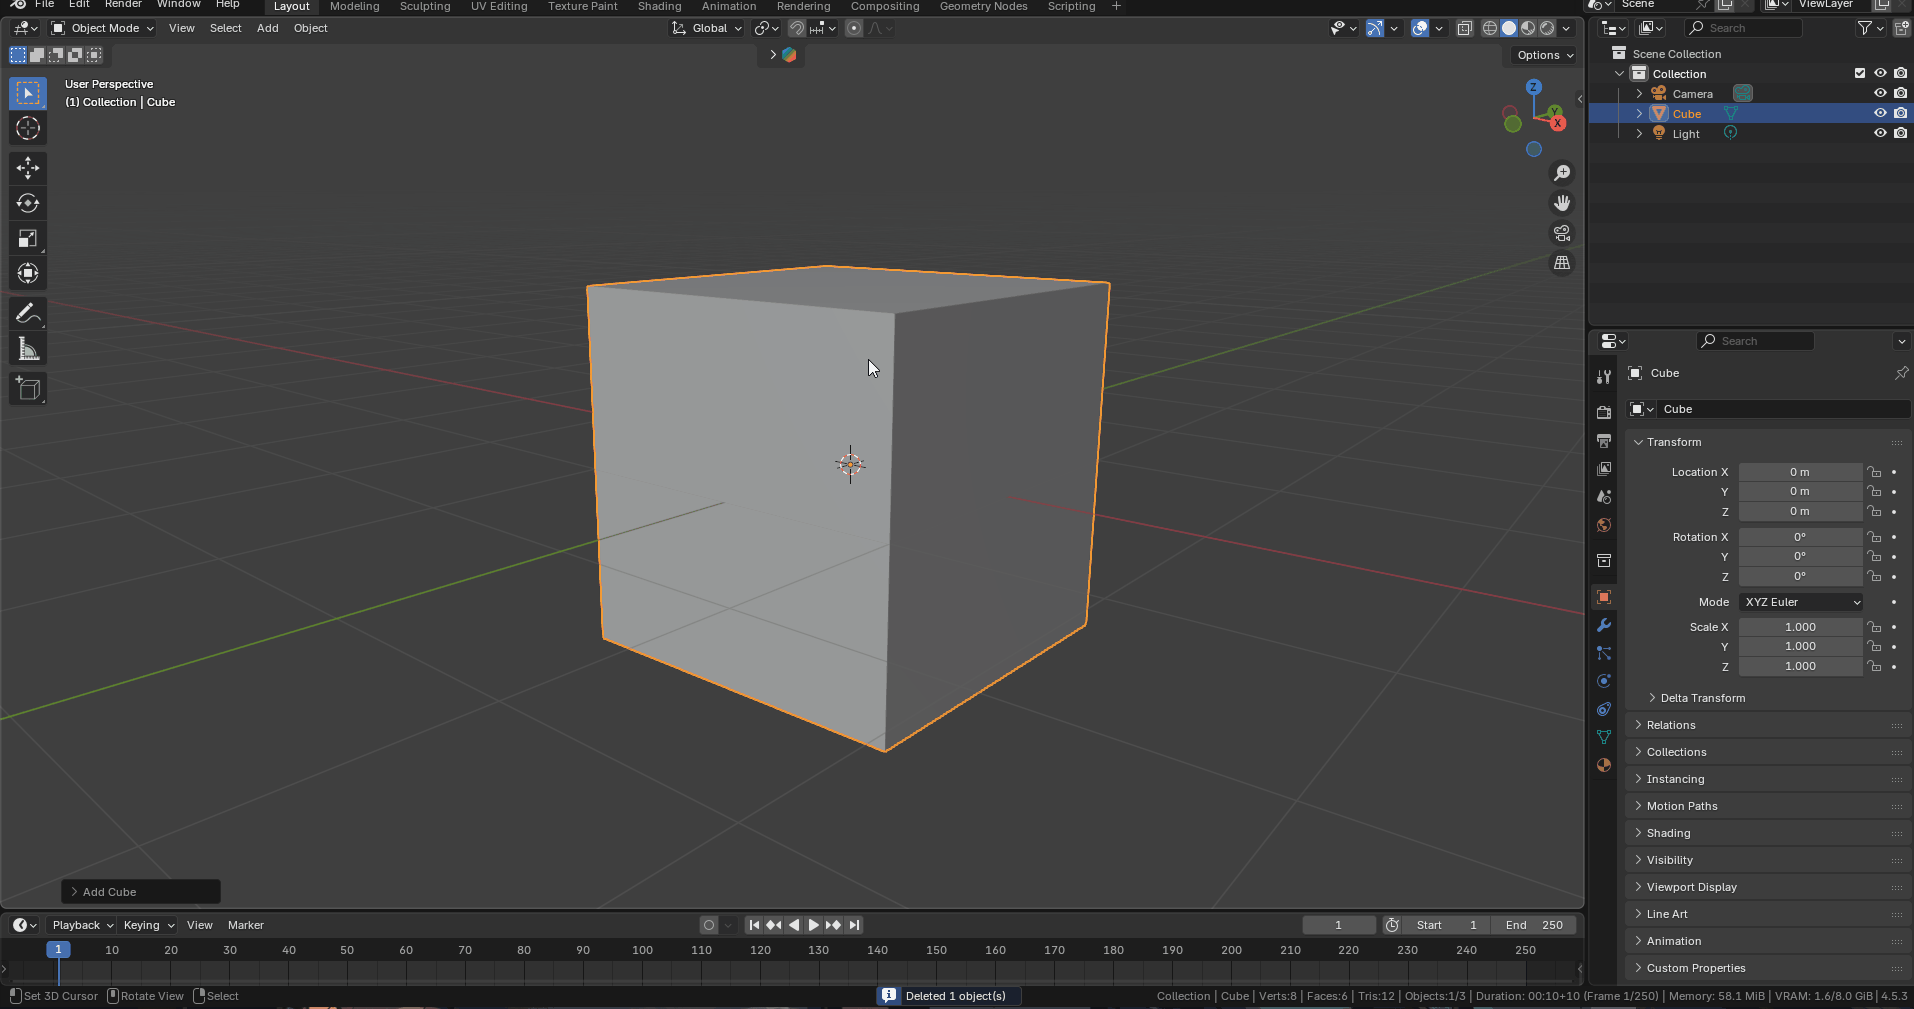 File Edit Render Window Help Layout Modeling Sculpting UV Editing Texture Paint Shading Animation Rendering Compositing Geometry Nodes Scripting + Scene ViewLayer
Object Mode View Select Add Object Global Search
Options
User Perspective
(1) Collection | Cube
Z
Y
X
Scene Collection
Collection
Camera
Cube
Light
Search
Cube
Cube
Transform
Location X 0 m
Y 0 m
Z 0 m
Rotation X 0°
Y 0°
Z 0°
Mode XYZ Euler
Scale X 1.000
Y 1.000
Z 1.000
Delta Transform
Relations
Collections
Instancing
Motion Paths
Shading
Visibility
Viewport Display
Line Art
Animation
Custom Properties
Add Cube
Playback Keying View Marker 1 Start 1 End 250
1 10 20 30 40 50 60 70 80 90 100 110 120 130 140 150 160 170 180 190 200 210 220 230 240 250
Set 3D Cursor Rotate View Select Deleted 1 object(s) Collection | Cube | Verts:8 | Faces:6 | Tris:12 | Objects:1/3 | Duration: 00:10+10 (Frame 1/250) | Memory: 58.1 MiB | VRAM: 1.6/8.0 GiB | 4.5.3